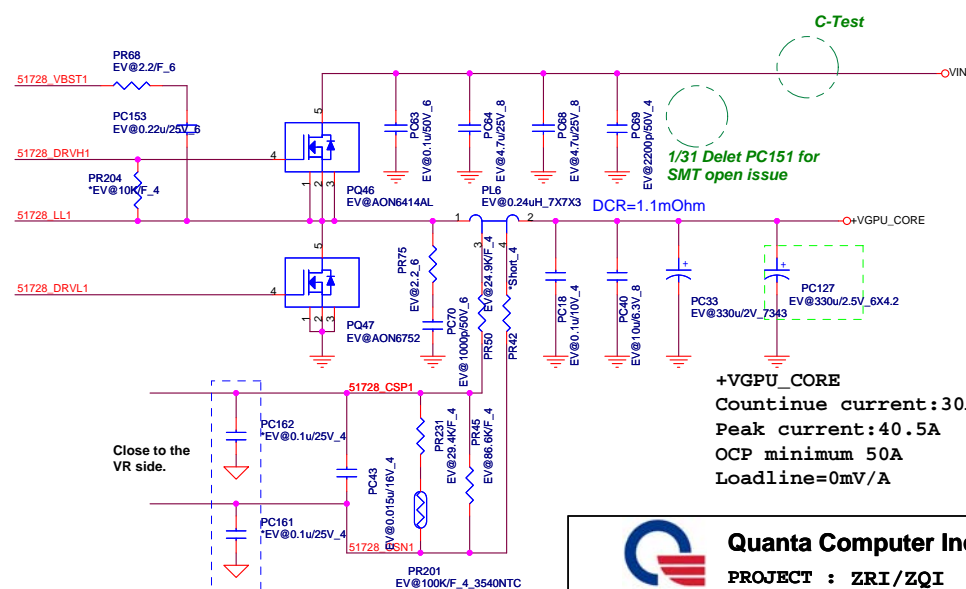 C-Test
PR68
EV@2.2/F_6
51728_VBST1
VIN
PC153
EV@0.22u/25V_6
51728_DRVH1
5
4
1
2
3
PQ46
EV@AON6414AL
PR204
*EV@10K/F_4
PC63
EV@0.1u/50V_6
PC64
EV@4.7u/25V_8
PC68
EV@4.7u/25V_8
PC69
EV@2200p/50V_4
1/31 Delet PC151 for
SMT open issue
PL6
EV@0.24uH_7X7X3
1
2
3
4
DCR=1.1mOhm
51728_LL1
+VGPU_CORE
51728_DRVL1
5
4
1
2
3
PQ47
EV@AON6752
PR75
EV@2.2_6
PC70
EV@1000p/50V_6
EV@24.9K/F_4
PR50
*Short_4
PR42
PC18
EV@0.1u/10V_4
PC40
EV@10u/6.3V_8
+
PC33
EV@330u/2V_7343
+
PC127
EV@330u/2.5V_6X4.2
51728_CSP1
PC162
*EV@0.1u/25V_4
Close to the
VR side.
PC43
EV@0.015u/16V_4
PR231
EV@29.4K/F_4
PR45
EV@86.6K/F_4
PC161
*EV@0.1u/25V_4
51728_CSN1
PR201
EV@100K/F_4_3540NTC
+VGPU_CORE
Countinue current:30
Peak current:40.5A
OCP minimum 50A
Loadline=0mV/A
Quanta Computer Inc
PROJECT : ZRI/ZQI